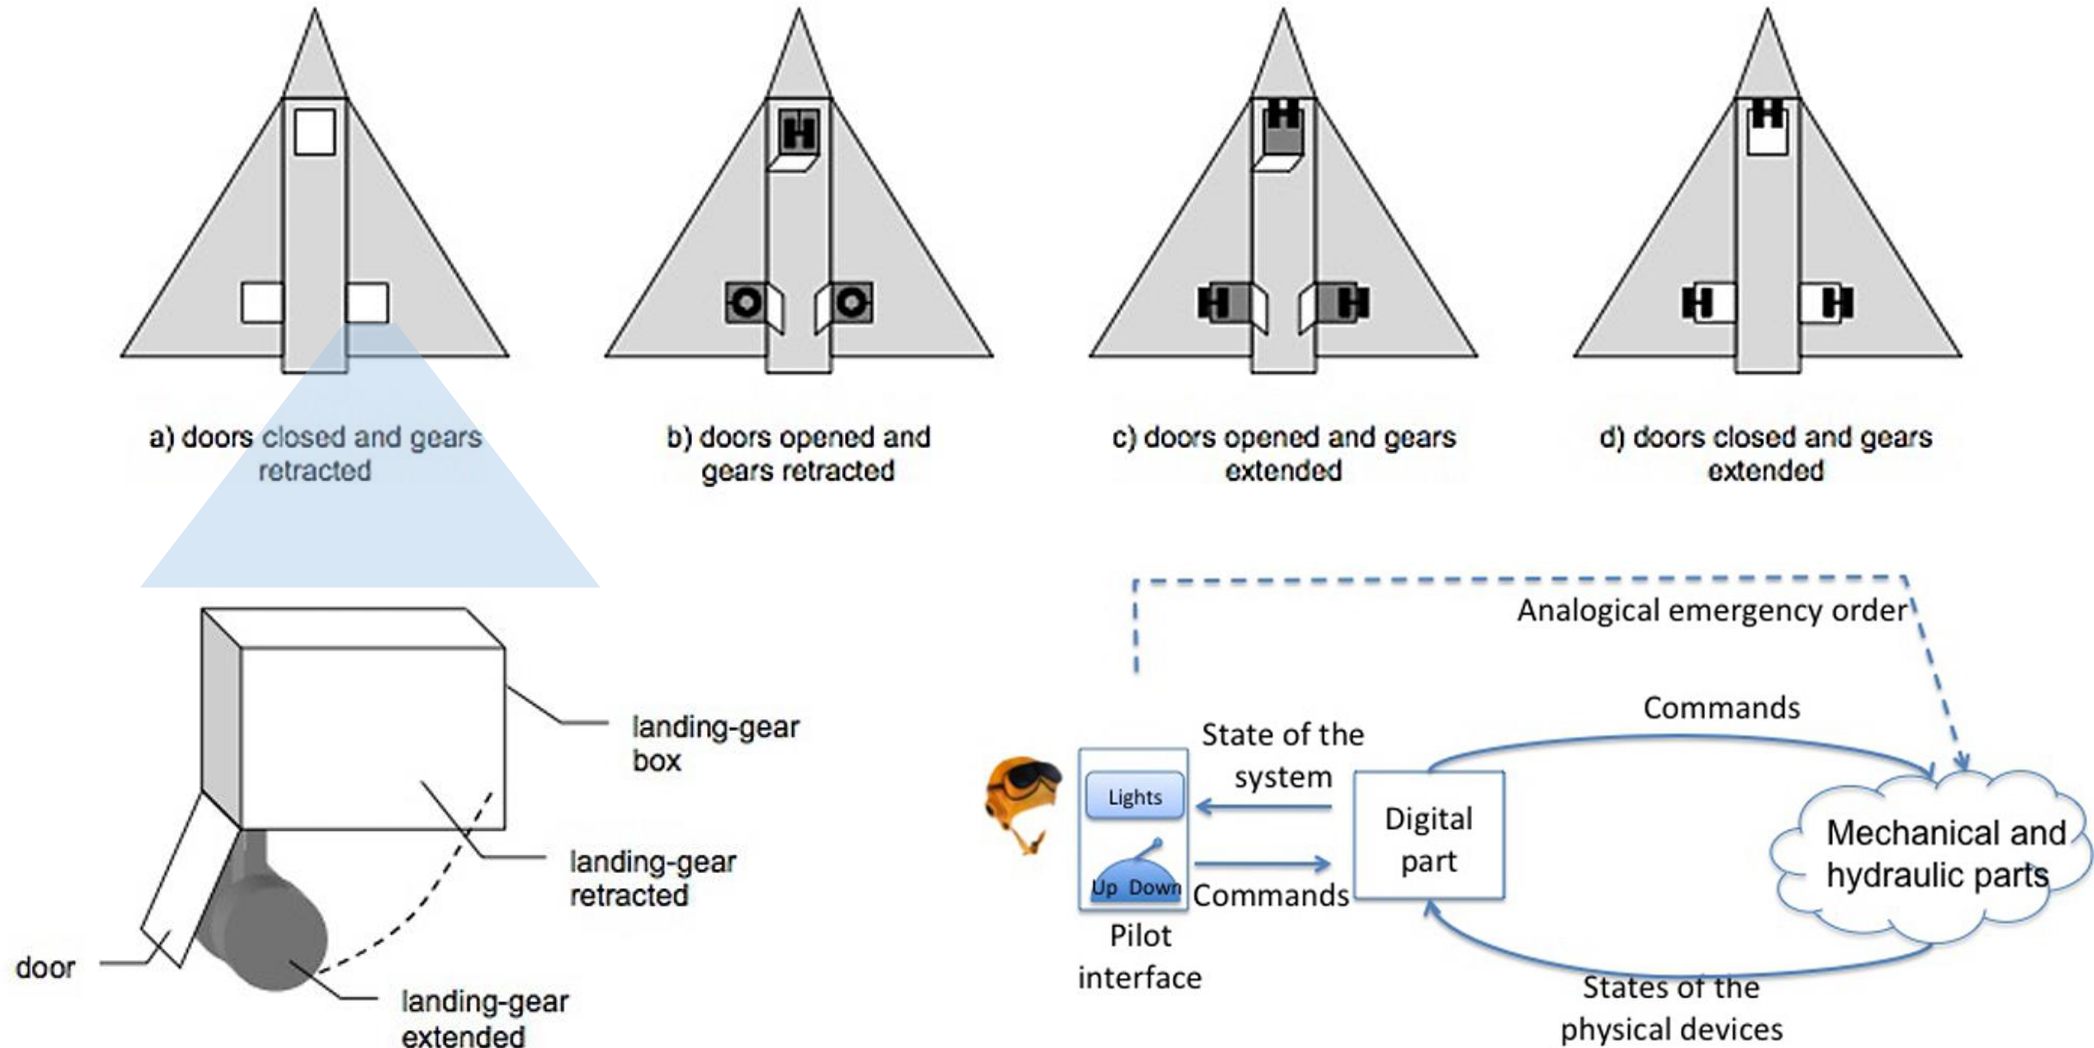 a) doors closed and gears
retracted
b) doors opened and
gears retracted
c) doors opened and gears
extended
d) doors closed and gears
extended
landing-gear
box
landing-gear
retracted
door
landing-gear
extended
Analogical emergency order
Commands
State of the
system
Lights
Digital
part
Mechanical and
hydraulic parts
Up Down
Commands
Pilot
interface
States of the
physical devices